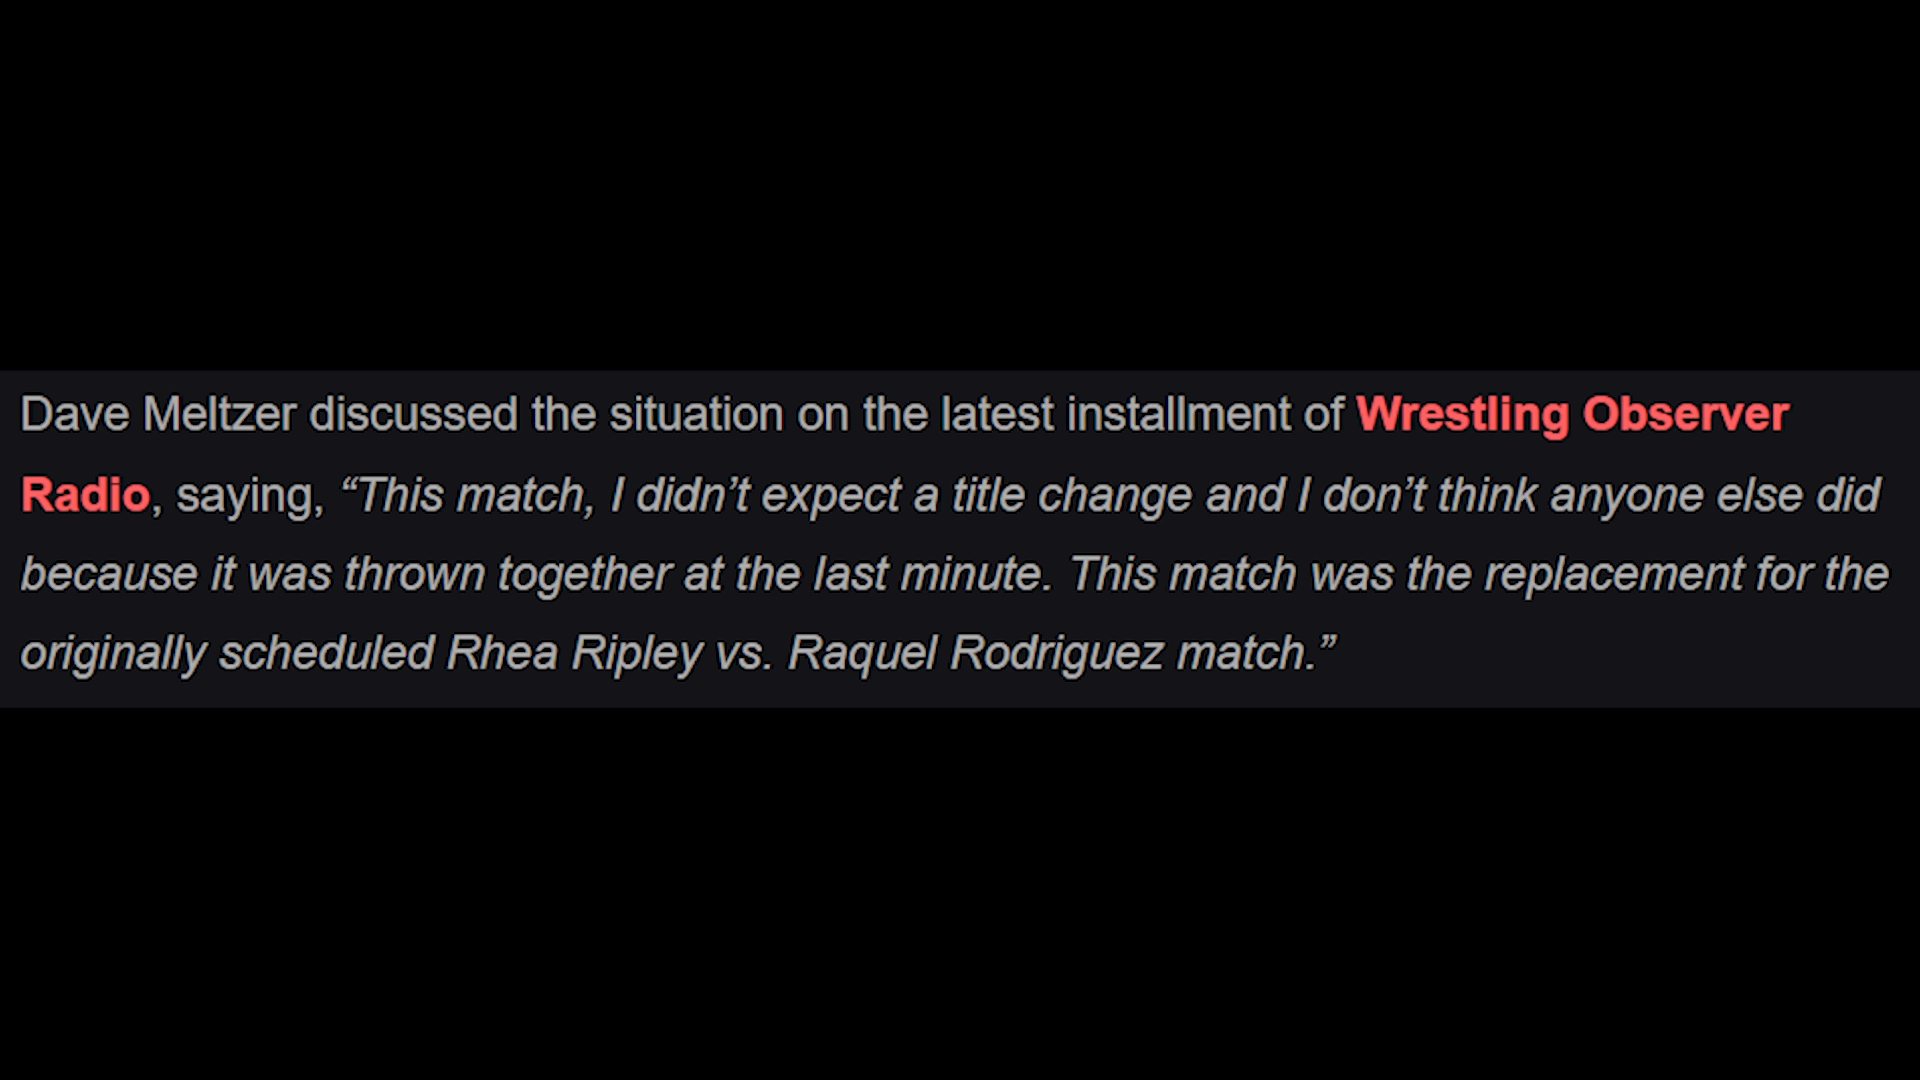 Dave Meltzer discussed the situation on the latest installment of Wrestling Observer
Radio, saying, “This match, I didn’t expect a title change and I don’t think anyone else did
because it was thrown together at the last minute. This match was the replacement for the
originally scheduled Rhea Ripley vs. Raquel Rodriguez match.”